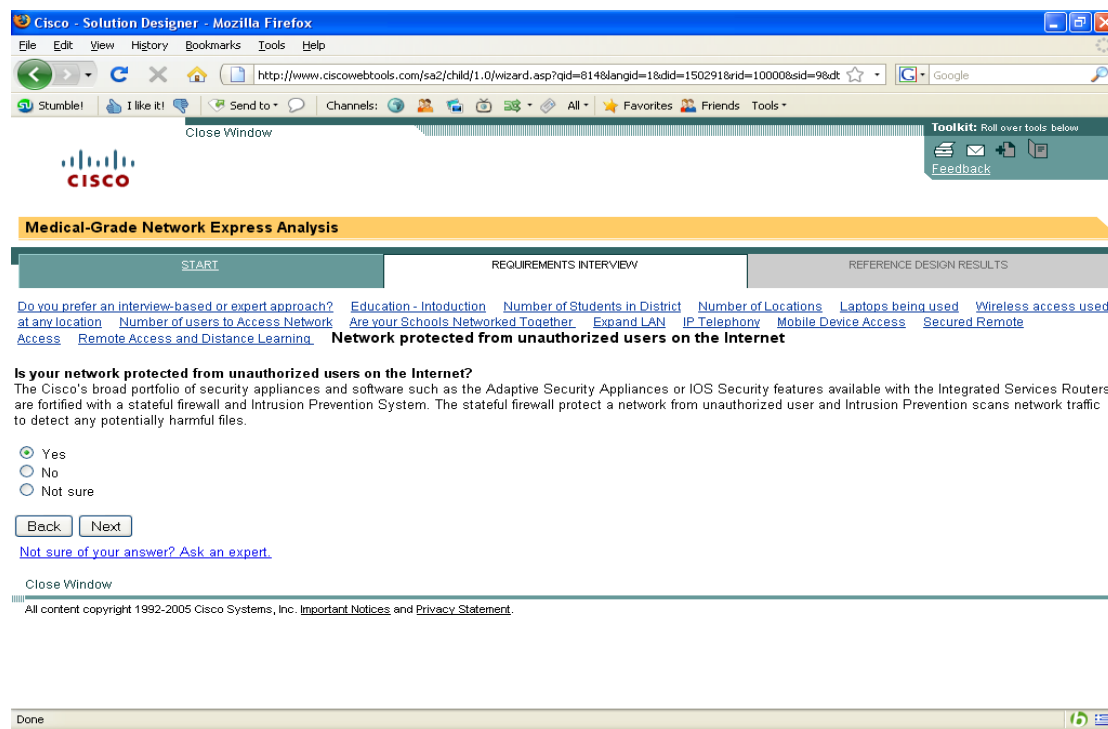 Cisco - Solution Designer - Mozilla Firefox
File Edit View History Bookmarks Tools Help
http://www.ciscowebtools.com/sa2/child/1.0/wizard.asp?qid=814&langid=1&did=150291&rid=10000&sid=9&dt
G Google
Stumble! I like it! Send to Channels: All Favorites Friends Tools
Close Window
Toolkit: Roll over tools below
Feedback
CISCO
Medical-Grade Network Express Analysis
START REQUIREMENTS INTERVIEW REFERENCE DESIGN RESULTS
Do you prefer an interview-based or expert approach? Education - Intoduction Number of Students in District Number of Locations Laptops being used Wireless access used
at any location Number of users to Access Network Are your Schools Networked Together Expand LAN IP Telephony Mobile Device Access Secured Remote
Access Remote Access and Distance Learning Network protected from unauthorized users on the Internet
Is your network protected from unauthorized users on the Internet?
The Cisco's broad portfolio of security appliances and software such as the Adaptive Security Appliances or IOS Security features available with the Integrated Services Routers
are fortified with a stateful firewall and Intrusion Prevention System. The stateful firewall protect a network from unauthorized user and Intrusion Prevention scans network traffic
to detect any potentially harmful files.
Yes
No
Not sure
Back Next
Not sure of your answer? Ask an expert.
Close Window
All content copyright 1992-2005 Cisco Systems, Inc. Important Notices and Privacy Statement.
Done